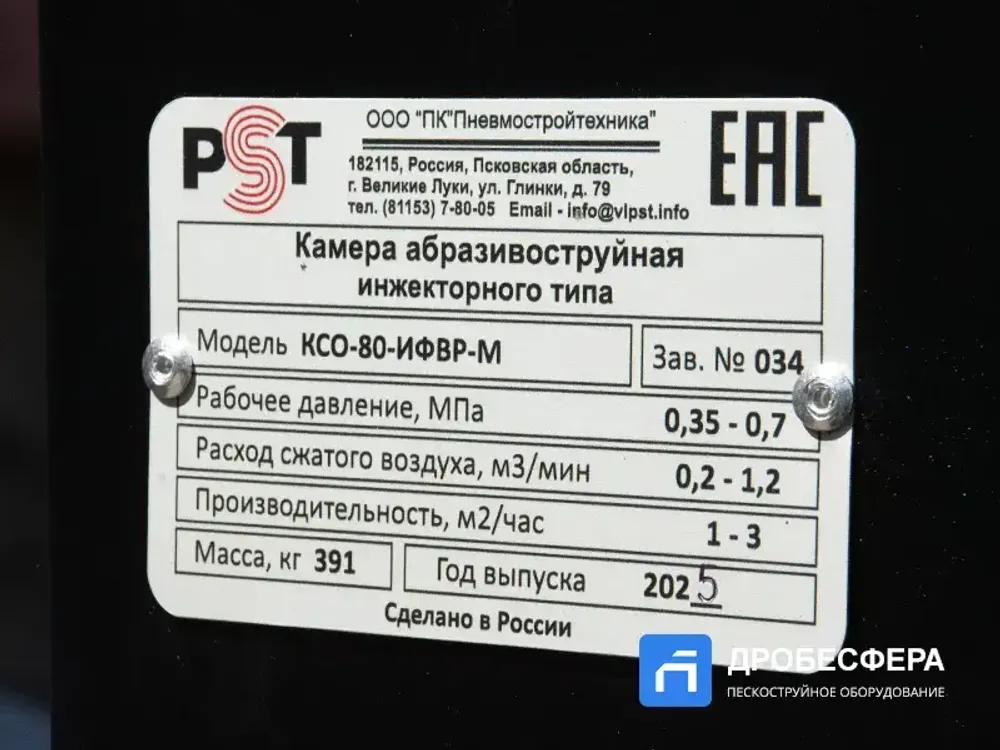 PST
ООО "ПК"Пневмостройтехника"
182115, Россия, Псковская область,
г. Великие Луки, ул. Глинки, д. 79
тел. (81153) 7-80-05 Email - info@vlpst.info
ЕАС
Камера абразивоструйная
инжекторного типа
Модель КСО-80-ИФВР-М
Зав. № 034
Рабочее давление, МПа 0,35 - 0,7
Расход сжатого воздуха, м3/мин 0,2 - 1,2
Производительность, м2/час 1 - 3
Масса, кг 391
Год выпуска 2025
Сделано в России
ДРОБЕСФЕРА
ПЕСКОСТРУЙНОЕ ОБОРУДОВАНИЕ